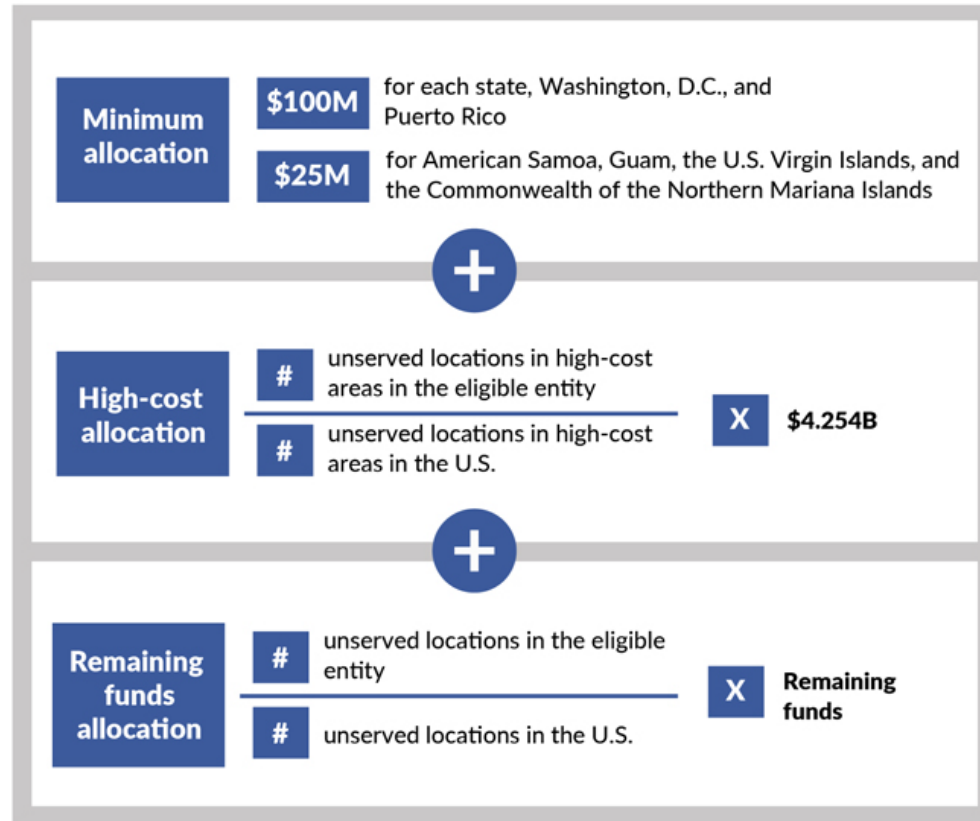 Minimum
allocation
$100M
for each state, Washington, D.C., and
Puerto Rico
$25M
for American Samoa, Guam, the U.S. Virgin Islands, and
the Commonwealth of the Northern Mariana Islands
+
High-cost
allocation
#
unserved locations in high-cost
areas in the eligible entity
#
unserved locations in high-cost
areas in the U.S.
X
$4.254B
+
Remaining
funds
allocation
#
unserved locations in the eligible
entity
#
unserved locations in the U.S.
X
Remaining
funds